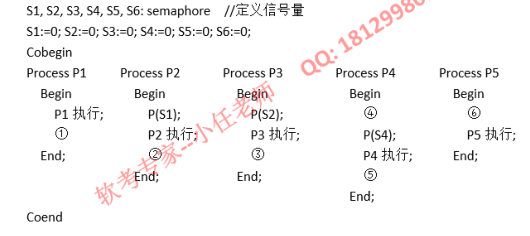 S1, S2, S3, S4, S5, S6: semaphore //定义信号量
S1:=0; S2:=0; S3:=0; S4:=0; S5:=0; S6:=0;
Cobegin
Process P1 Process P2 Process P3 Process P4 Process P5
Begin Begin Begin Begin Begin
P1 执行; P(S1); P(S2); ④ ⑥
① P2 执行; P3 执行; P(S4); P5 执行;
End; ② ③ P4 执行; End;
End; End; ⑤
End;
Coend
软考专家--小任老师
QQ: 18129980